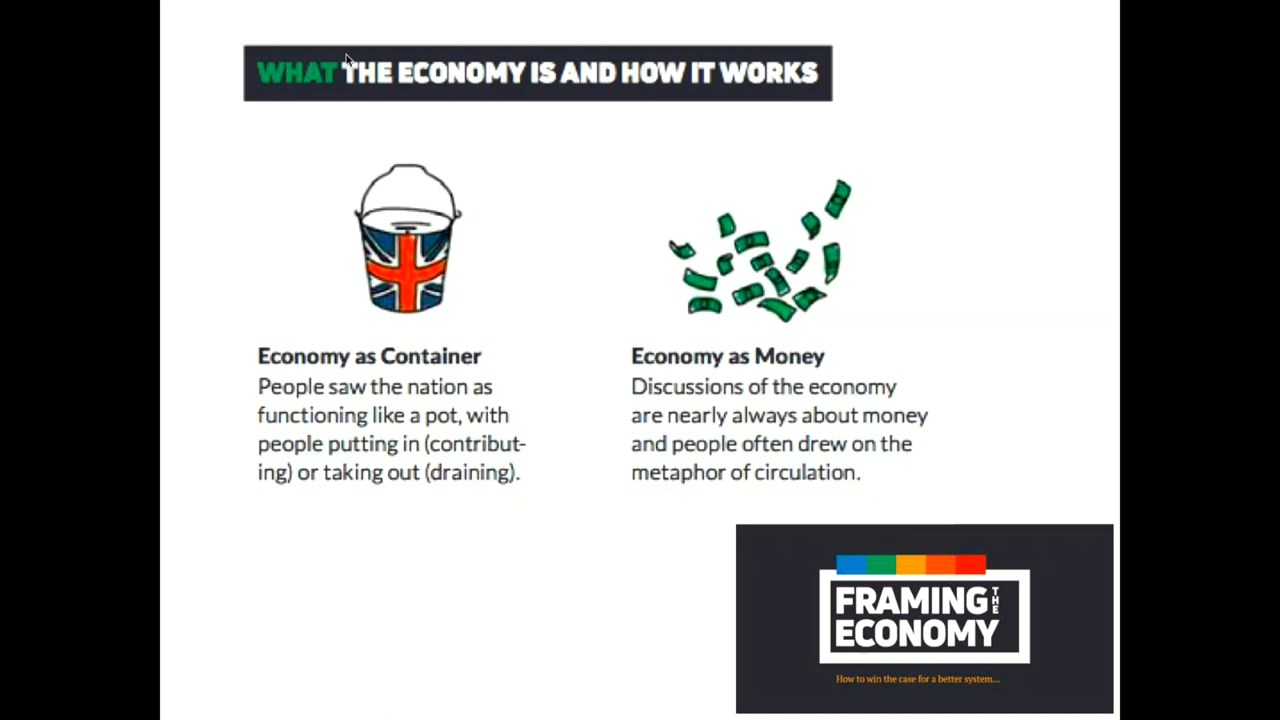 WHAT THE ECONOMY IS AND HOW IT WORKS
Economy as Container
People saw the nation as
functioning like a pot, with
people putting in (contribut-
ing) or taking out (draining).
Economy as Money
Discussions of the economy
are nearly always about money
and people often drew on the
metaphor of circulation.
FRAMING THE
ECONOMY
How to win the case for a better system...